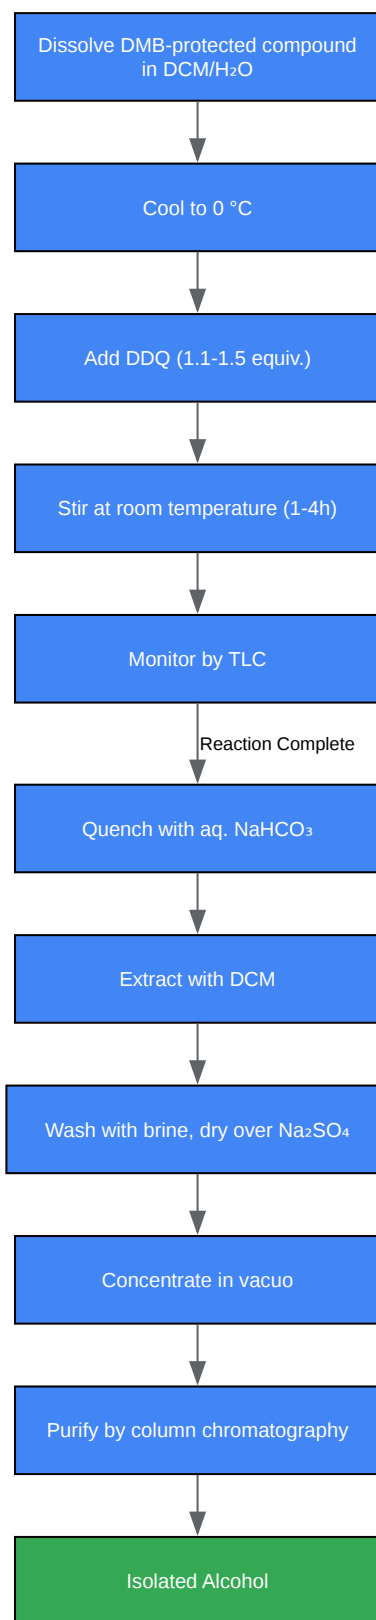 Dissolve DMB-protected compound
in DCM/H₂O
Cool to 0 °C
Add DDQ (1.1-1.5 equiv.)
Stir at room temperature (1-4h)
Monitor by TLC
Reaction Complete
Quench with aq. NaHCO₃
Extract with DCM
Wash with brine, dry over Na₂SO₄
Concentrate in vacuo
Purify by column chromatography
Isolated Alcohol